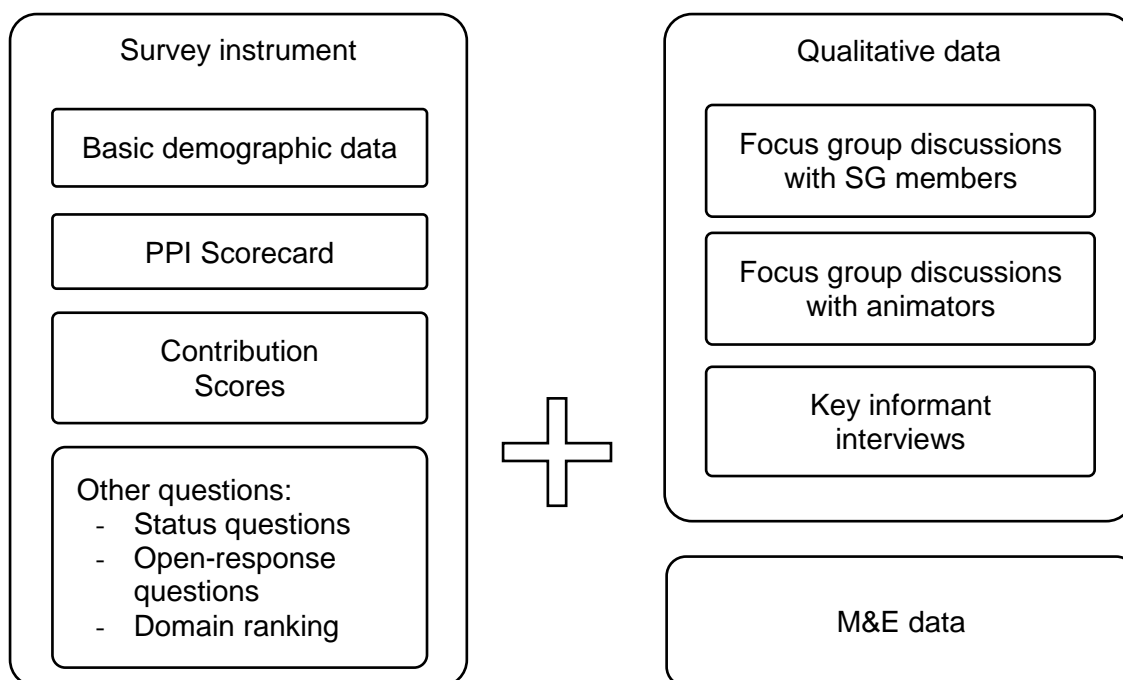 Survey instrument
Basic demographic data
PPI Scorecard
Contribution
Scores
Other questions:
- Status questions
- Open-response
questions
- Domain ranking
Qualitative data
Focus group discussions
with SG members
Focus group discussions
with animators
Key informant
interviews
M&E data